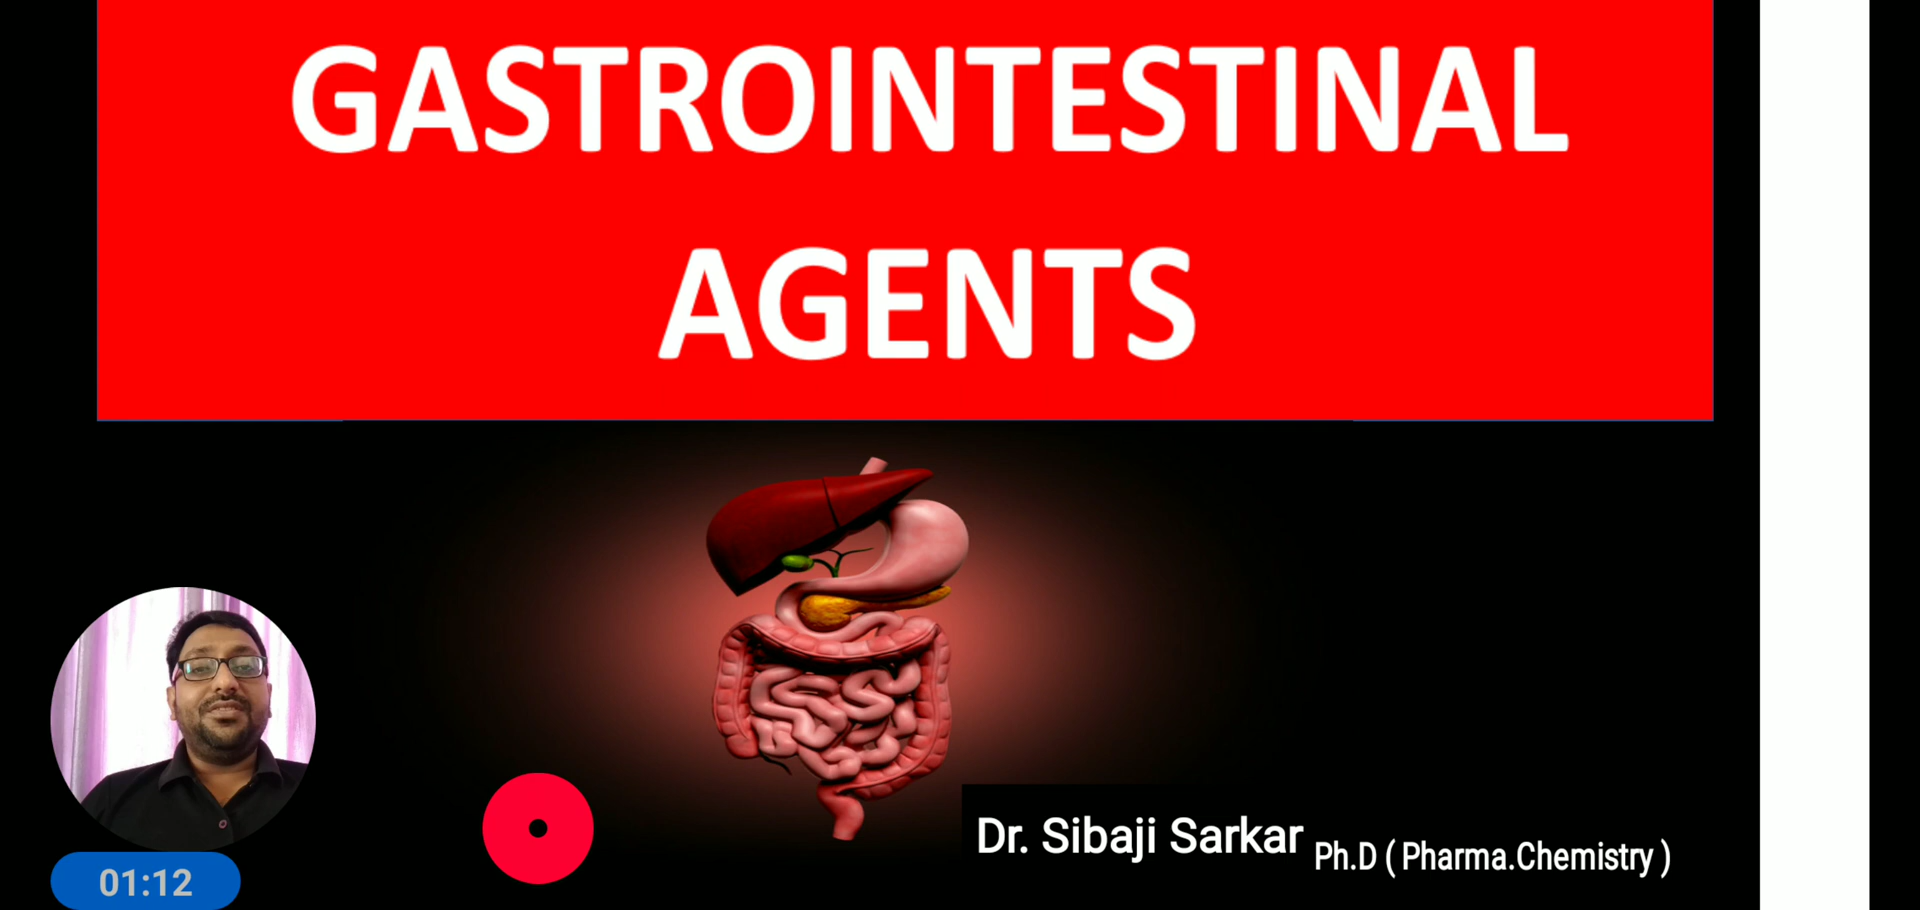 GASTROINTESTINAL
AGENTS
Dr. Sibaji Sarkar Ph.D ( Pharma.Chemistry )
01:12